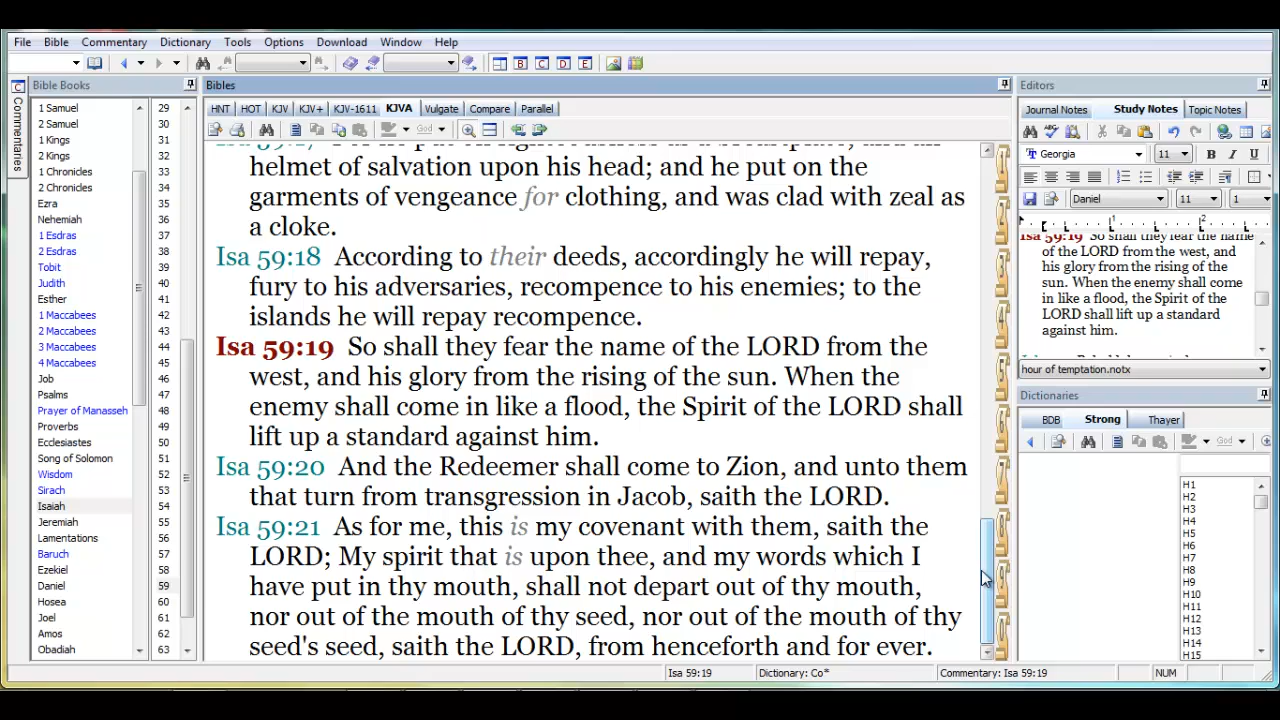 File Bible Commentary Dictionary Tools Options Download Window Help
B C D E
Bible Books
Bibles
Editors
Commentaries
1 Samuel
2 Samuel
1 Kings
2 Kings
1 Chronicles
2 Chronicles
Ezra
Nehemiah
1 Esdras
2 Esdras
Tobit
Judith
Esther
1 Maccabees
2 Maccabees
3 Maccabees
4 Maccabees
Job
Psalms
Prayer of Manasseh
Proverbs
Ecclesiastes
Song of Solomon
Wisdom
Sirach
Isaiah
Jeremiah
Lamentations
Baruch
Ezekiel
Daniel
Hosea
Joel
Amos
Obadiah
29
30
31
32
33
34
35
36
37
38
39
40
41
42
43
44
45
46
47
48
49
50
51
52
53
54
55
56
57
58
59
60
61
62
63
HNT HOT KJV KJV+ KJV-1611 KJVA Vulgate Compare Parallel
God
helmet of salvation upon his head; and he put on the
garments of vengeance for clothing, and was clad with zeal as
a cloke.
Isa 59:18 According to their deeds, accordingly he will repay,
fury to his adversaries, recompence to his enemies; to the
islands he will repay recompence.
Isa 59:19 So shall they fear the name of the LORD from the
west, and his glory from the rising of the sun. When the
enemy shall come in like a flood, the Spirit of the LORD shall
lift up a standard against him.
Isa 59:20 And the Redeemer shall come to Zion, and unto them
that turn from transgression in Jacob, saith the LORD.
Isa 59:21 As for me, this is my covenant with them, saith the
LORD; My spirit that is upon thee, and my words which I
have put in thy mouth, shall not depart out of thy mouth,
nor out of the mouth of thy seed, nor out of the mouth of thy
seed's seed, saith the LORD, from henceforth and for ever.
Journal Notes Study Notes Topic Notes
Georgia 11 B I U
Daniel 11 1
1 2
Isa 59:19 So shall they fear the name
of the LORD from the west, and
his glory from the rising of the
sun. When the enemy shall come
in like a flood, the Spirit of the
LORD shall lift up a standard
against him.
hour of temptation.notx
Dictionaries
BDB Strong Thayer
God
H1
H2
H3
H4
H5
H6
H7
H8
H9
H10
H11
H12
H13
H14
H15
Isa 59:19 Dictionary: Co* Commentary: Isa 59:19 NUM